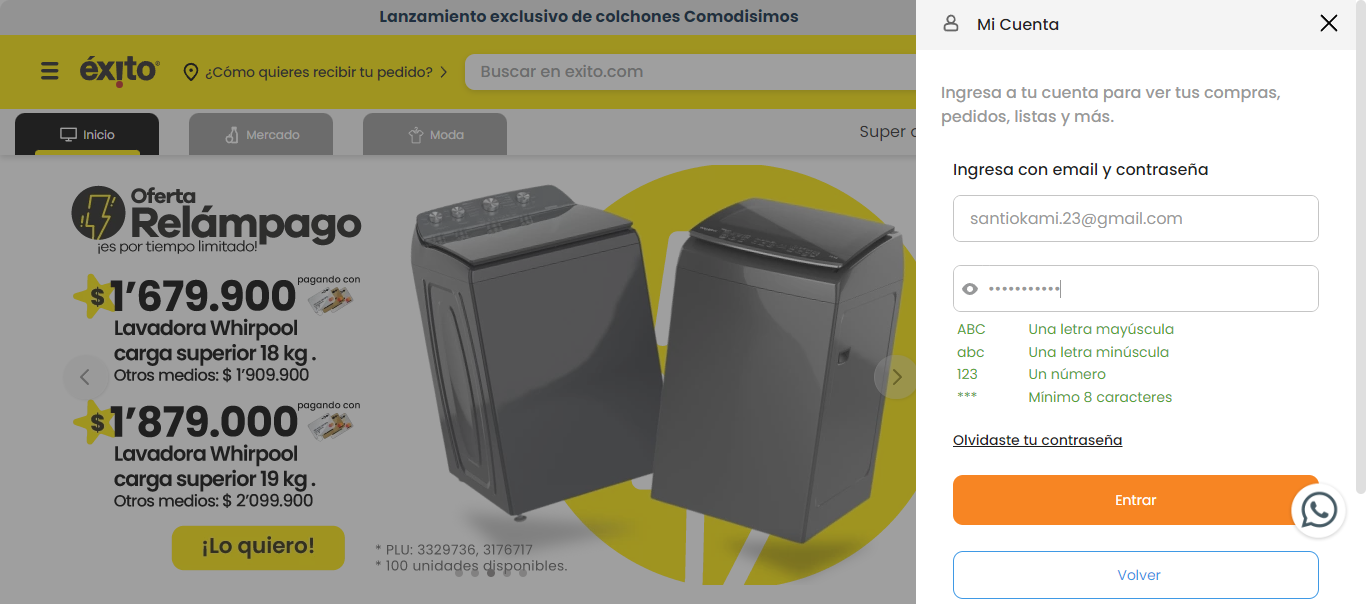 Lanzamiento exclusivo de colchones Comodisimos
éxito
¿Cómo quieres recibir tu pedido?
Buscar en exito.com
Inicio
Mercado
Moda
Super
Oferta
Relámpago
¡es por tiempo limitado!
$ 1'679.900
pagando con
Lavadora Whirpool
carga superior 18 kg .
Otros medios: $ 1'909.900
$ 1'879.000
pagando con
Lavadora Whirpool
carga superior 19 kg .
Otros medios: $ 2'099.900
¡Lo quiero!
* PLU: 3329736, 3176717
* 100 unidades disponibles.
Mi Cuenta
Ingresa a tu cuenta para ver tus compras,
pedidos, listas y más.
Ingresa con email y contraseña
santiokami.23@gmail.com
•••••••••••
ABC Una letra mayúscula
abc Una letra minúscula
123 Un número
*** Mínimo 8 caracteres
Olvidaste tu contraseña
Entrar
Volver